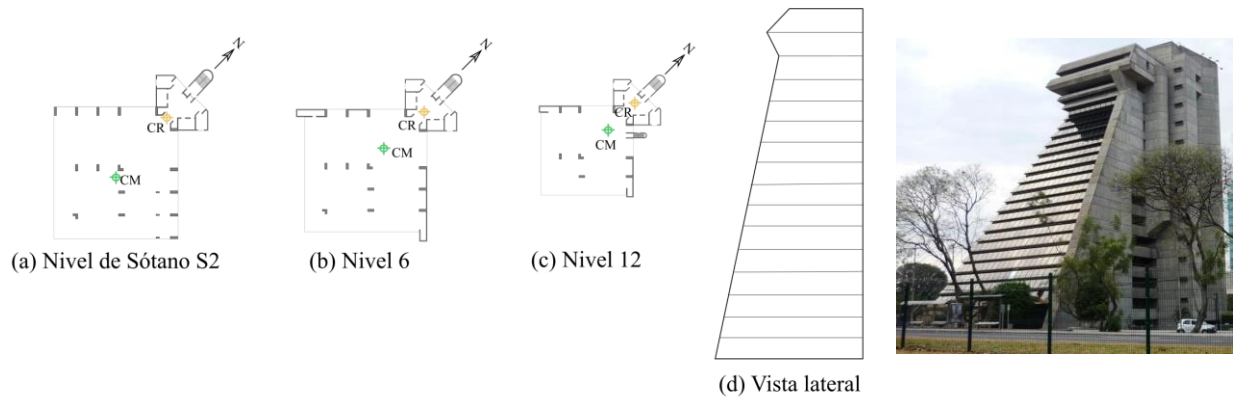 N
CR
CM
(a) Nivel de Sótano S2
N
CR
CM
(b) Nivel 6
N
CR
CM
(c) Nivel 12
(d) Vista lateral